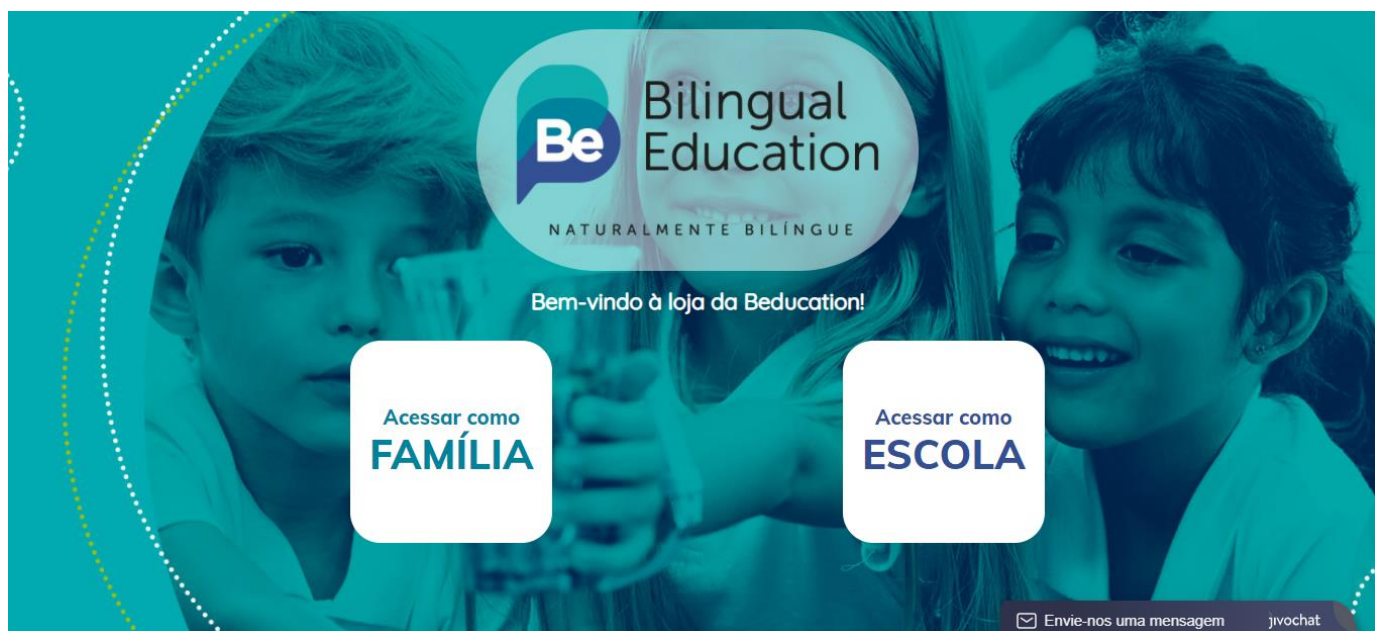 Be
Bilingual
Education
NATURALMENTE BILÍNGUE
Bem-vindo à loja da Beducation!
Acessar como
FAMÍLIA
Acessar como
ESCOLA
Envie-nos uma mensagem
jivochat